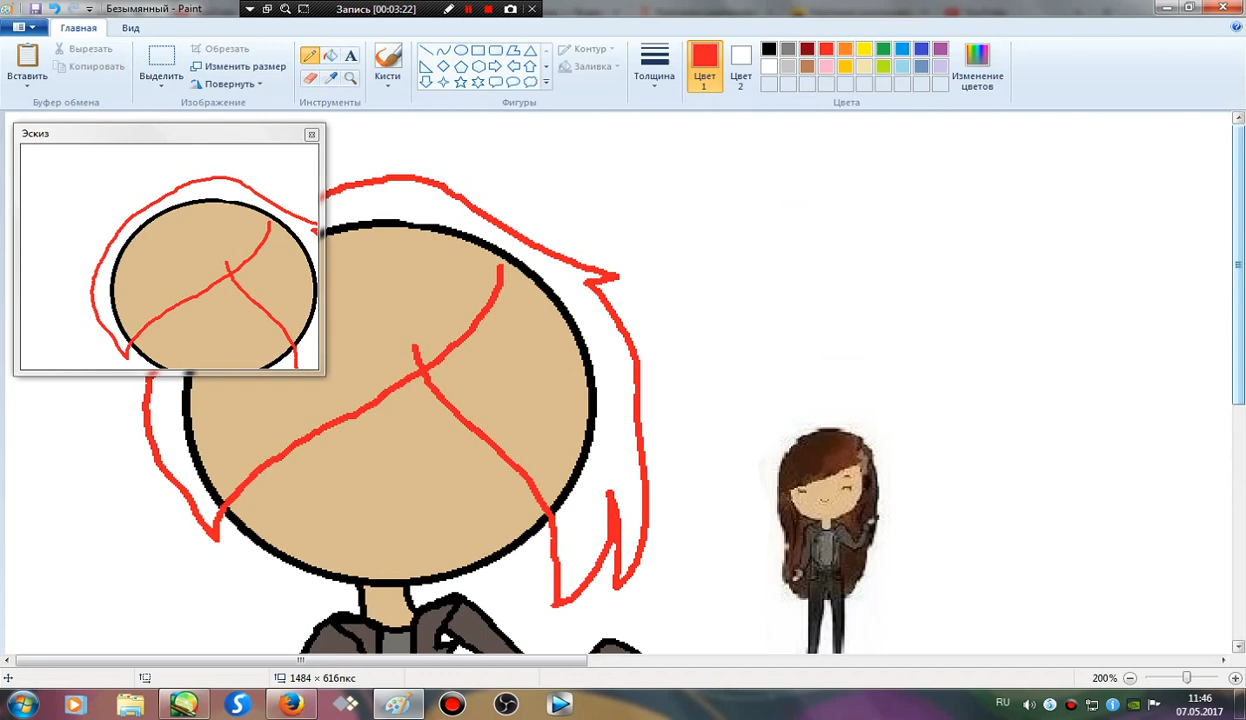 Безымянный - Paint
Запись [00:03:22]
Главная Вид
Вставить
Вырезать
Копировать
Буфер обмена
Выделить
Обрезать
Изменить размер
Повернуть
Изображение
A
Инструменты
Кисти
Контур
Заливка
Фигуры
Толщина
Цвет 1
Цвет 2
Изменение цветов
Цвета
Эскиз
1484 × 616пкс
200%
RU
11:46
07.05.2017